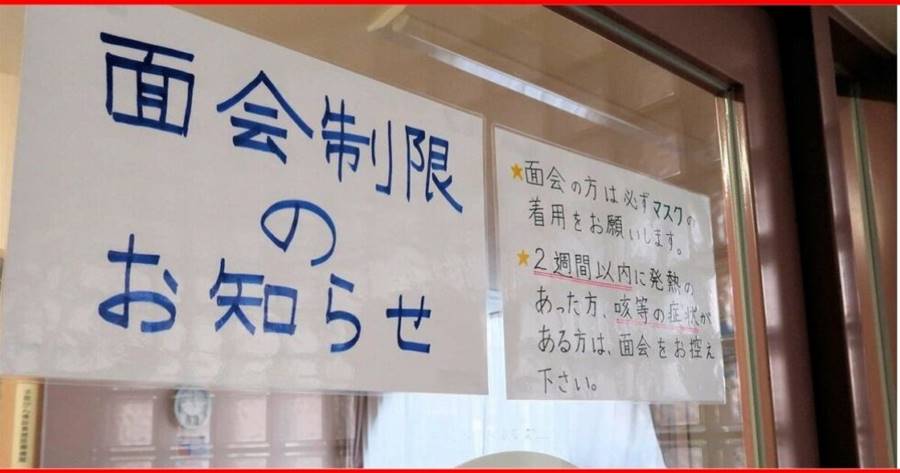 面会制限
の
お知らせ
★面会の方は必ずマスクの
着用をお願いします。
★2週間以内に発熱の
あった方、咳等の症状が
ある方は、面会をお控え
下さい。